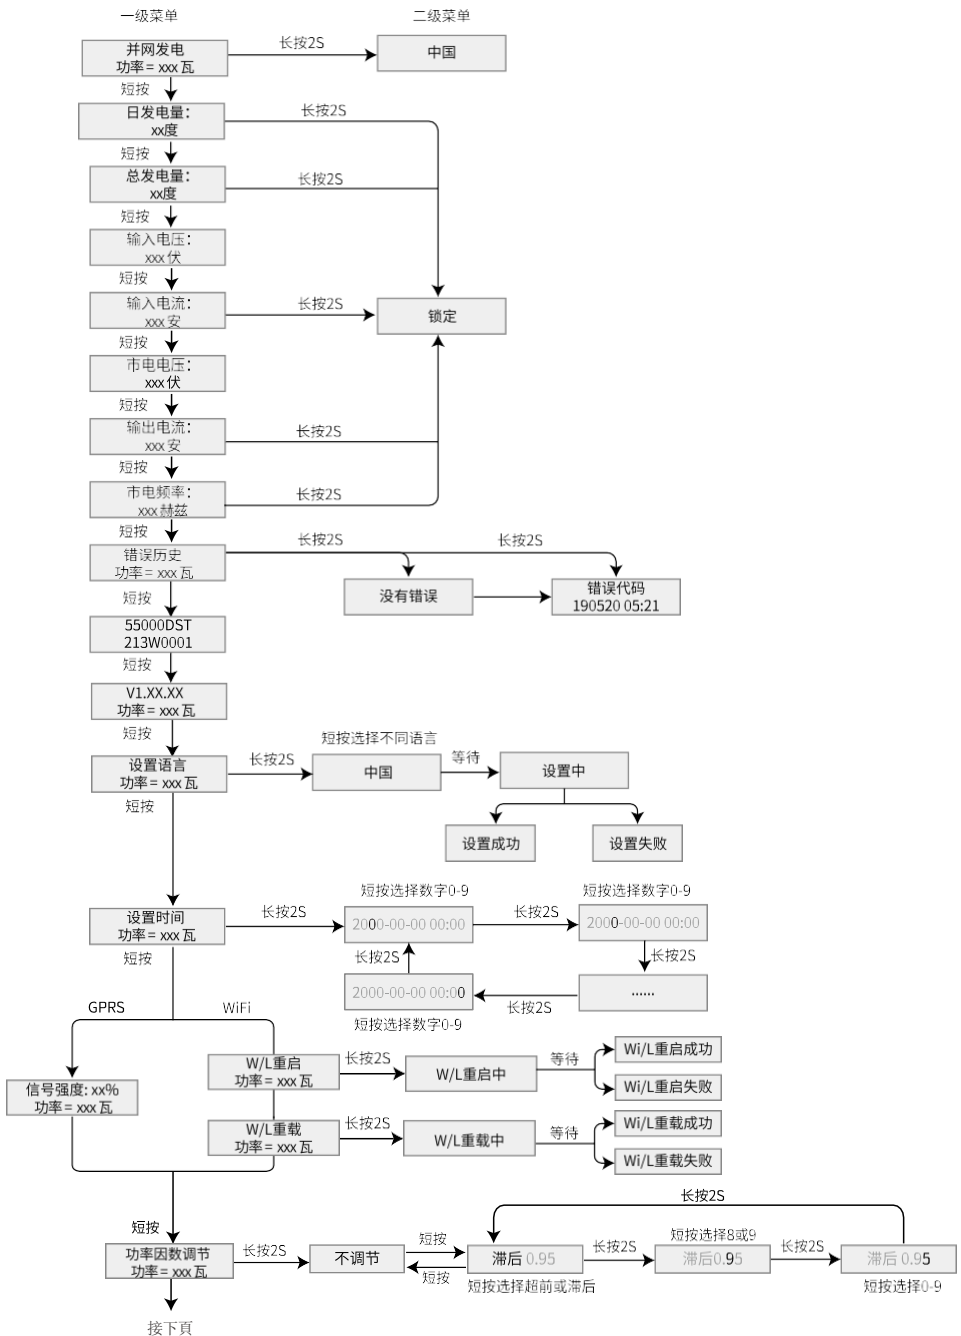 一级菜单
二级菜单
并网发电
功率= xxx 瓦
长按2S
中国
短按
日发电量：
xx度
长按2S
短按
总发电量：
xx度
长按2S
短按
输入电压：
xxx 伏
短按
输入电流：
xxx 安
长按2S
锁定
短按
市电电压：
xxx 伏
短按
输出电流：
xxx 安
长按2S
短按
市电频率：
xxx 赫兹
长按2S
短按
错误历史
功率= xxx 瓦
长按2S
长按2S
没有错误
错误代码
190520 05:21
短按
55000DST
213W0001
短按
V1.XX.XX
功率= xxx 瓦
短按
设置语言
功率= xxx 瓦
长按2S
短按选择不同语言
中国
等待
设置中
设置成功
设置失败
短按
设置时间
功率= xxx 瓦
长按2S
短按选择数字0-9
2000-00-00 00:00
长按2S
短按选择数字0-9
2000-00-00 00:00
长按2S
长按2S
2000-00-00 00:00
短按选择数字0-9
长按2S
......
短按
GPRS
WiFi
信号强度: xx%
功率= xxx 瓦
W/L重启
功率= xxx 瓦
长按2S
W/L重启中
等待
Wi/L重启成功
Wi/L重启失败
W/L重载
功率= xxx 瓦
长按2S
W/L重载中
等待
Wi/L重载成功
Wi/L重载失败
短按
功率因数调节
功率= xxx 瓦
长按2S
不调节
短按
短按
长按2S
滞后 0.95
短按选择超前或滞后
长按2S
短按选择8或9
滞后0.95
长按2S
滞后 0.95
短按选择0-9
接下頁